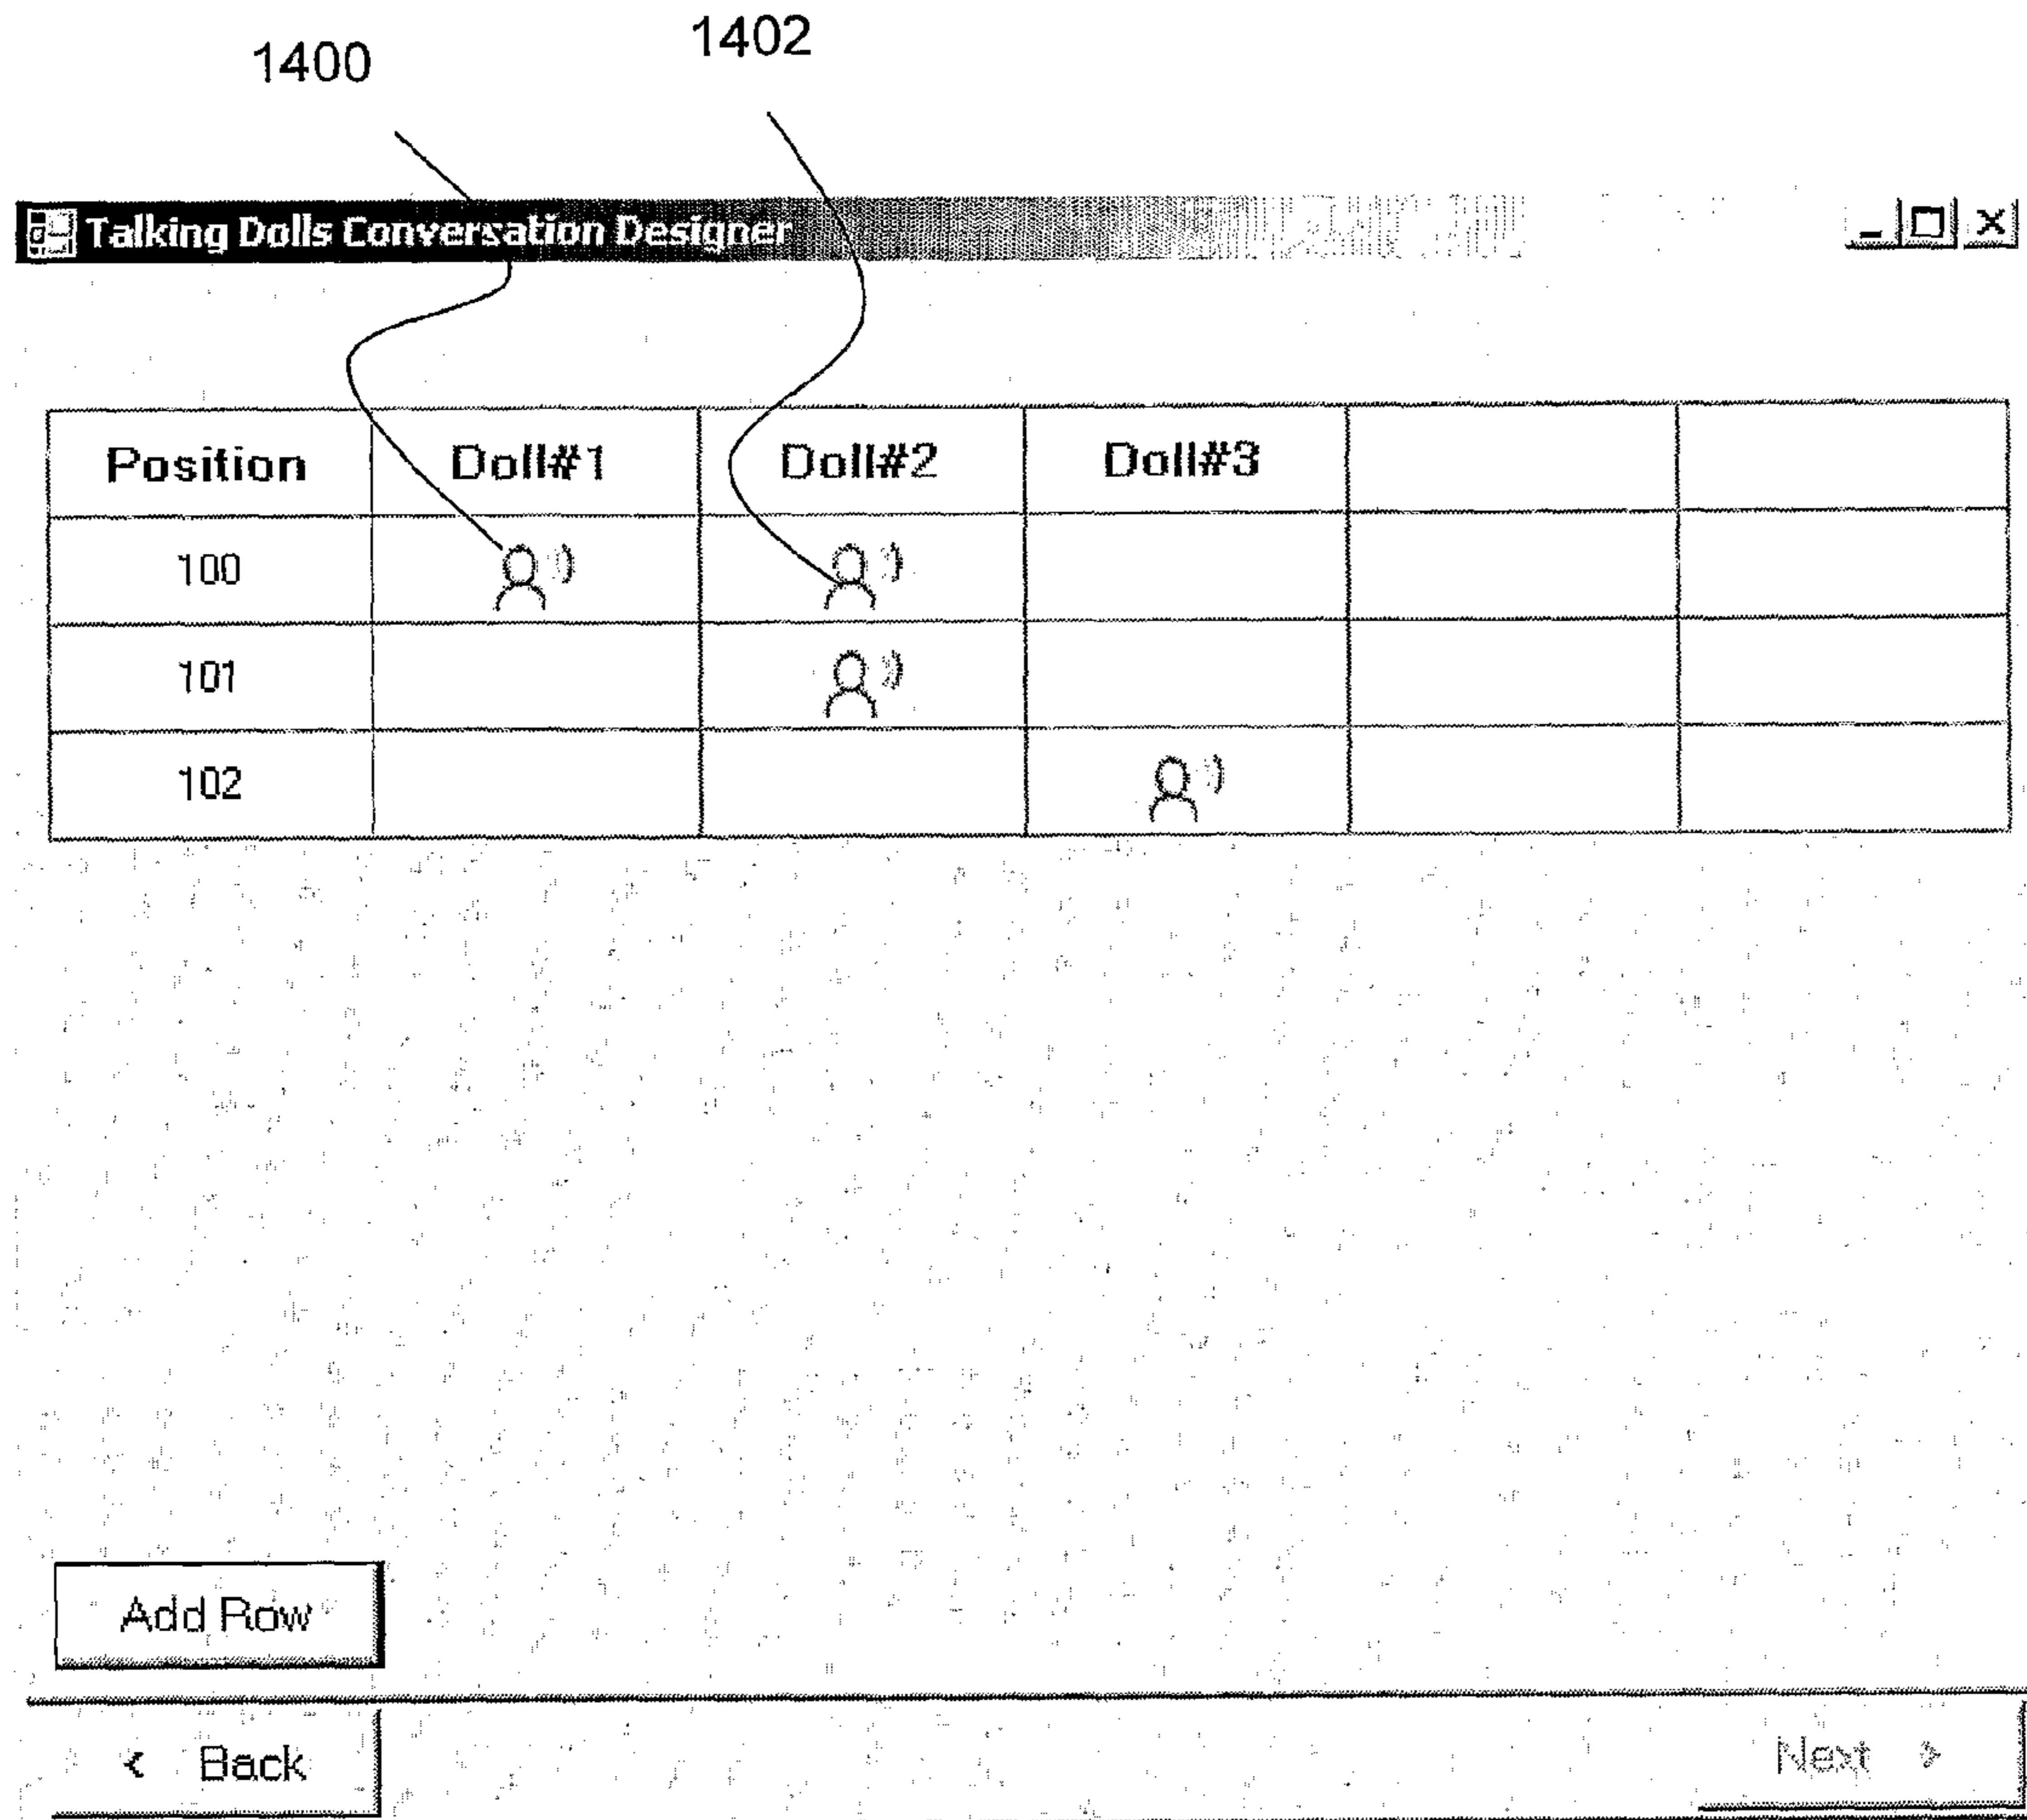 1400 1402
Talking Dolls Conversation Designer
Position Doll#1 Doll#2 Doll#3
100
101
102
Add Row
< Back Next >